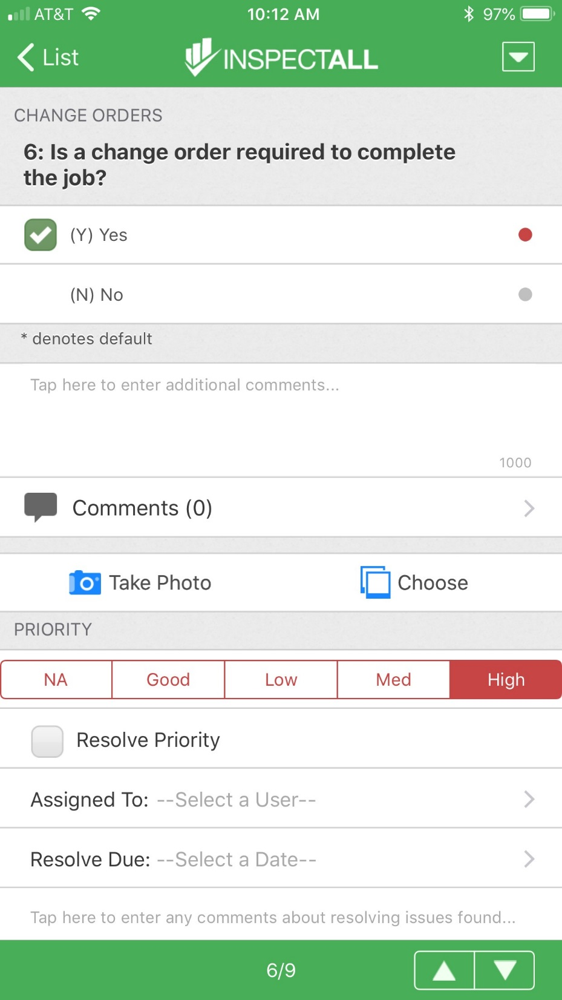 AT&T 10:12 AM 97%
List INSPECTALL
CHANGE ORDERS
6: Is a change order required to complete
the job?
(Y) Yes
(N) No
* denotes default
Tap here to enter additional comments...
1000
Comments (0)
Take Photo Choose
PRIORITY
NA Good Low Med High
Resolve Priority
Assigned To: --Select a User--
Resolve Due: --Select a Date--
Tap here to enter any comments about resolving issues found...
6/9